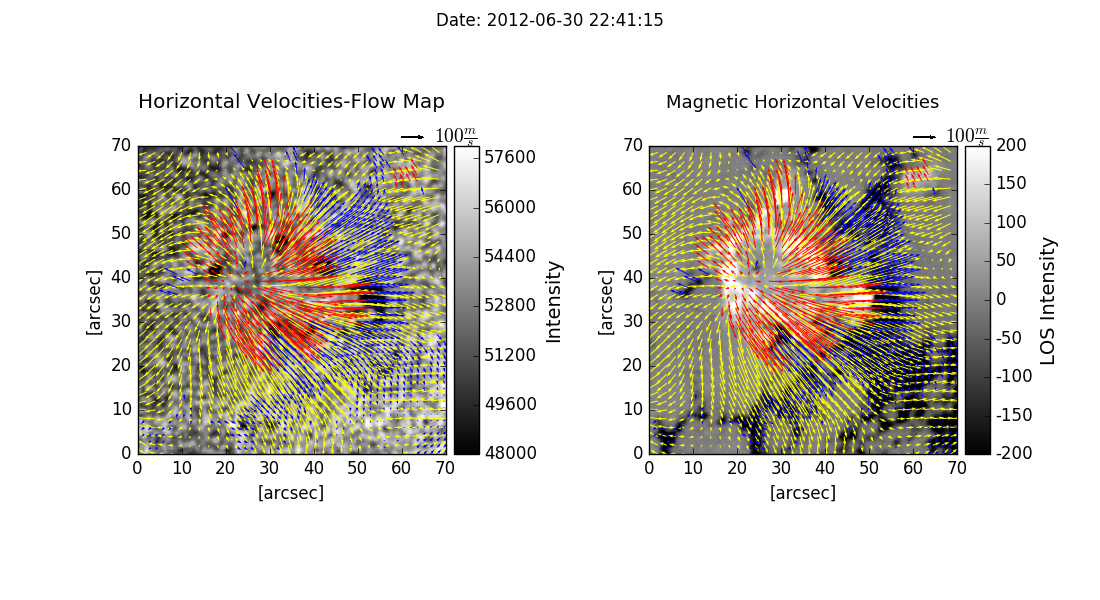 Date: 2012-06-30 22:41:15
Horizontal Velocities-Flow Map
100 m/s
70
60
50
40
30
20
10
0
[arcsec]
0 10 20 30 40 50 60 70
[arcsec]
57600
56000
54400
52800
51200
49600
48000
Intensity
Magnetic Horizontal Velocities
100 m/s
70
60
50
40
30
20
10
0
[arcsec]
0 10 20 30 40 50 60 70
[arcsec]
200
150
100
50
0
-50
-100
-150
-200
LOS Intensity